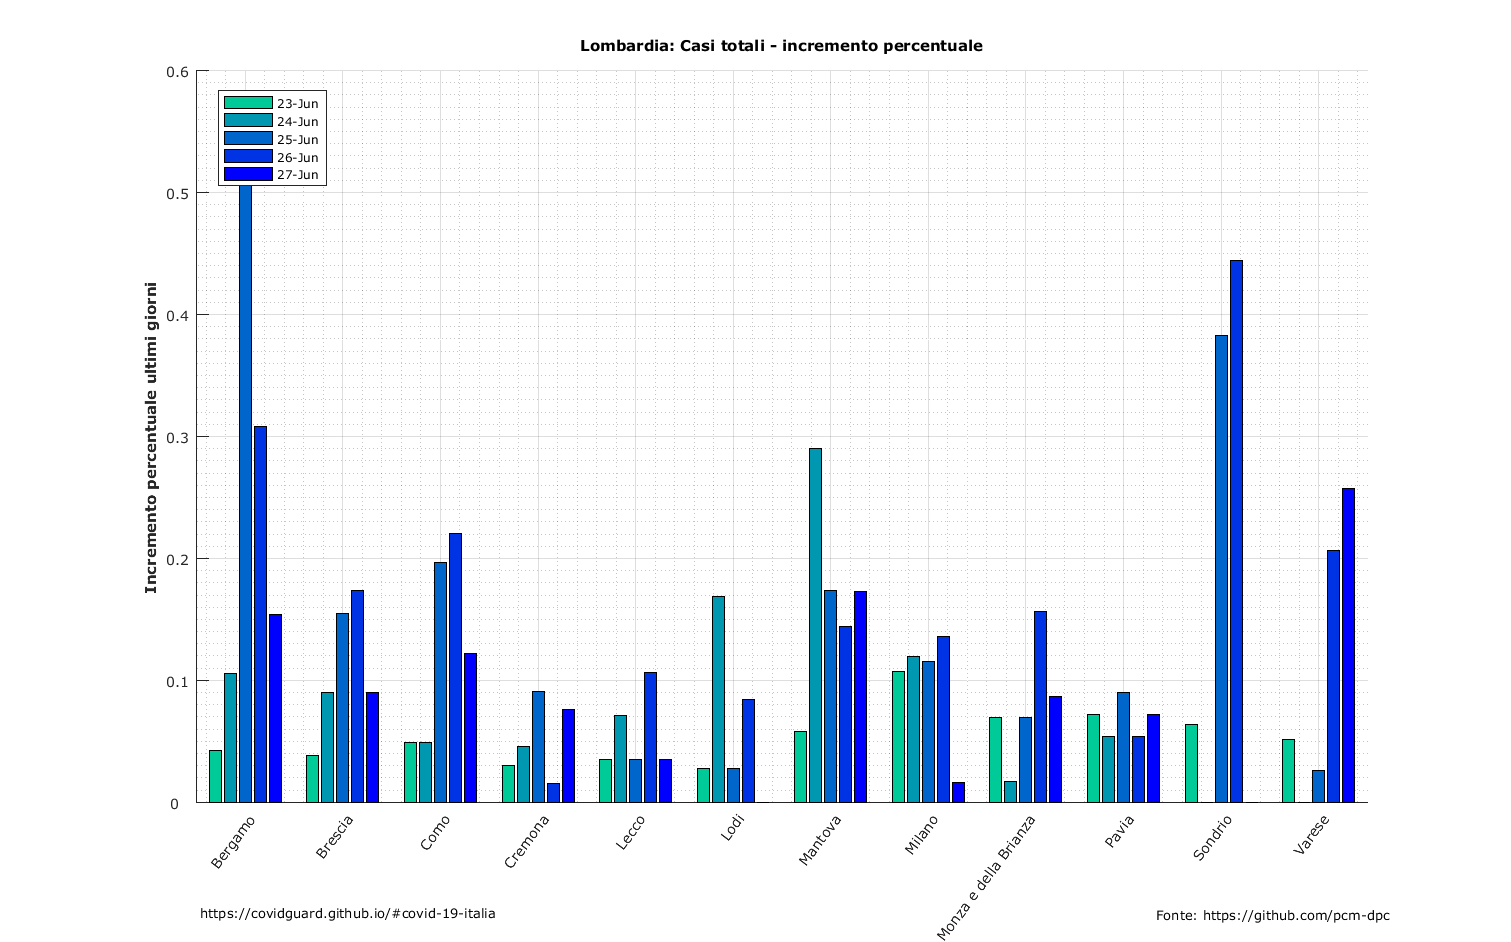 Lombardia: Casi totali - incremento percentuale
Incremento percentuale ultimi giorni
0.6
0.5
0.4
0.3
0.2
0.1
0
23-Jun
24-Jun
25-Jun
26-Jun
27-Jun
Bergamo
Brescia
Como
Cremona
Lecco
Lodi
Mantova
Milano
Monza e della Brianza
Pavia
Sondrio
Varese
https://covidguard.github.io/#covid-19-italia
Fonte: https://github.com/pcm-dpc